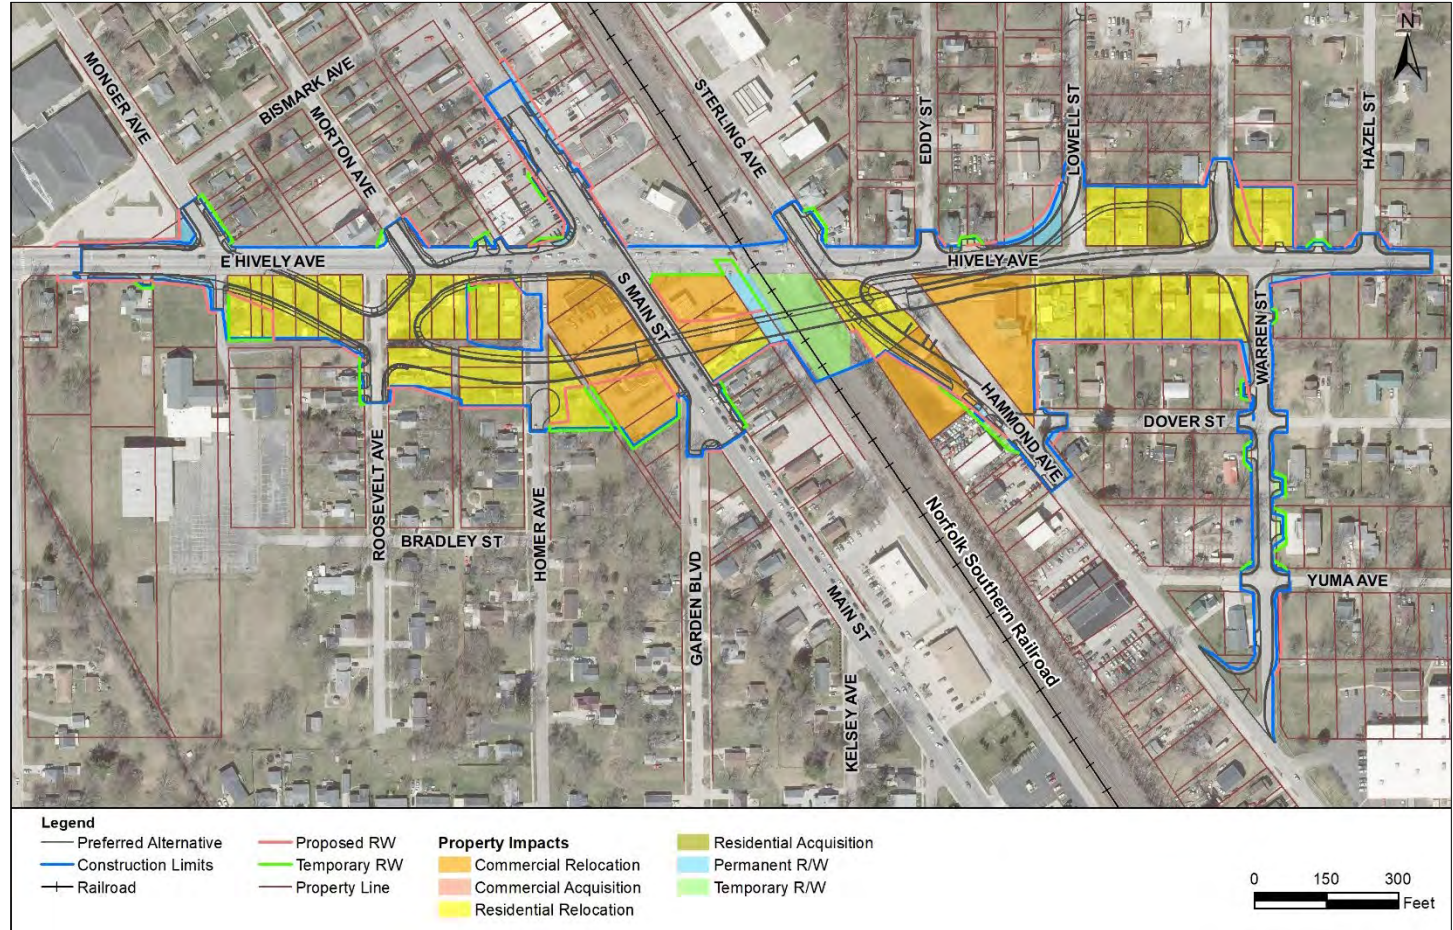 N
MONGER AVE
BISMARK AVE
MORTON AVE
STERLING AVE
EDDY ST
LOWELL ST
HAZEL ST
E HIVELY AVE
HIVELY AVE
S MAIN ST
WARREN ST
HAMMOND AVE
DOVER ST
ROOSEVELT AVE
BRADLEY ST
HOMER AVE
GARDEN BLVD
MAIN ST
KELSEY AVE
Norfolk Southern Railroad
YUMA AVE
Legend
Preferred Alternative
Construction Limits
Railroad
Proposed RW
Temporary RW
Property Line
Property Impacts
Commercial Relocation
Commercial Acquisition
Residential Relocation
Residential Acquisition
Permanent R/W
Temporary R/W
0 150 300
Feet